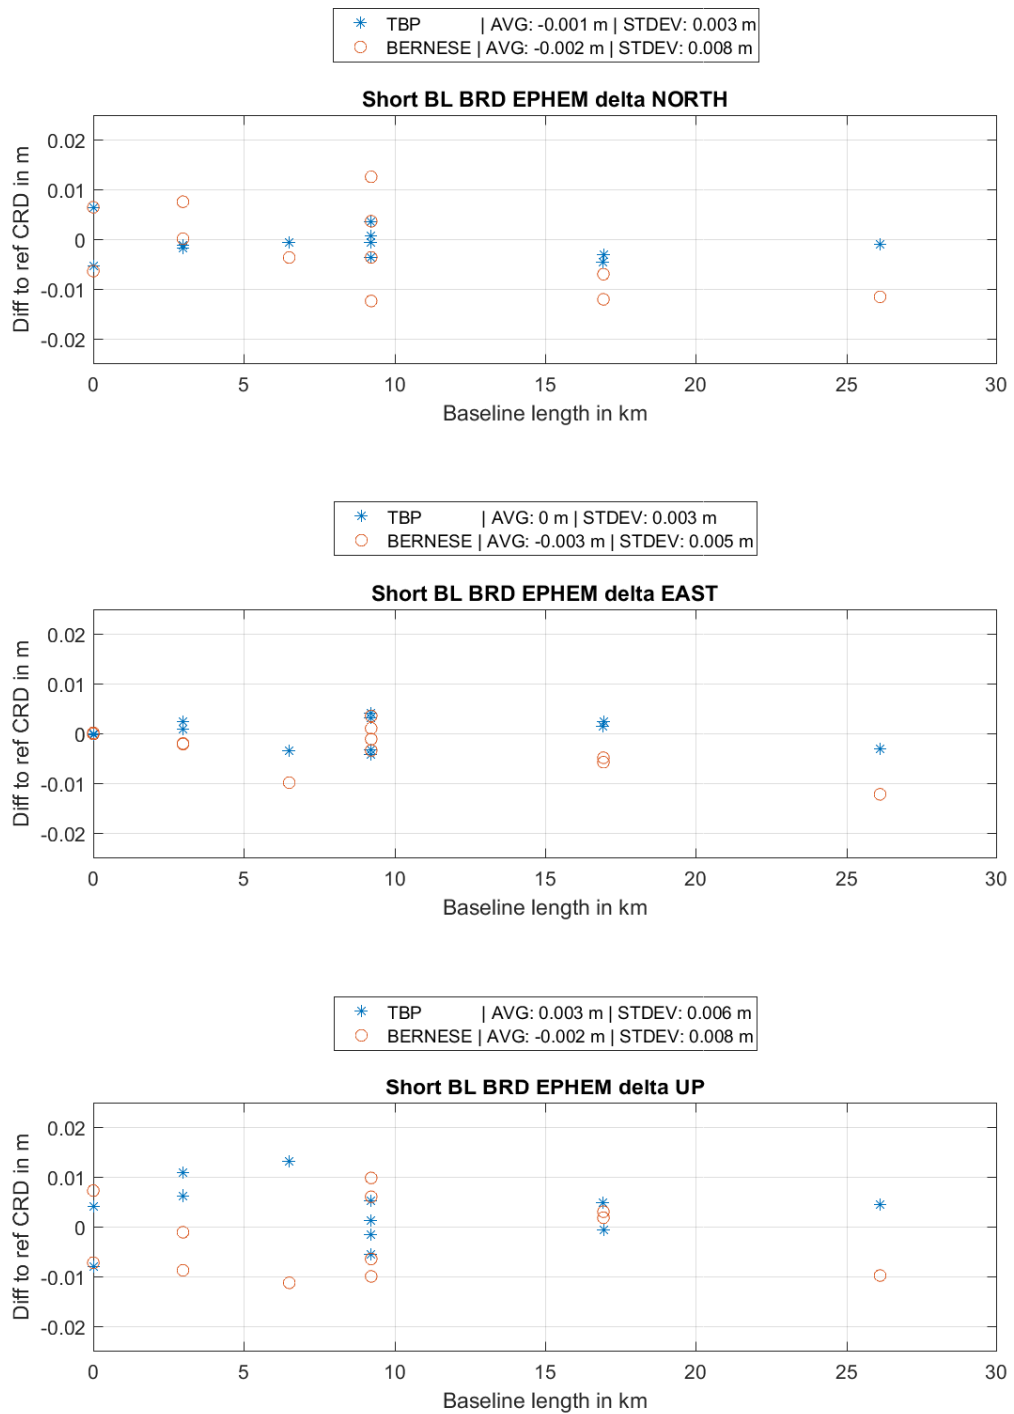 TBP | AVG: -0.001 m | STDEV: 0.003 m
BERNESE | AVG: -0.002 m | STDEV: 0.008 m
Short BL BRD EPHEM delta NORTH
Diff to ref CRD in m
0.02
0.01
0
-0.01
-0.02
0 5 10 15 20 25 30
Baseline length in km
TBP | AVG: 0 m | STDEV: 0.003 m
BERNESE | AVG: -0.003 m | STDEV: 0.005 m
Short BL BRD EPHEM delta EAST
Diff to ref CRD in m
0.02
0.01
0
-0.01
-0.02
0 5 10 15 20 25 30
Baseline length in km
TBP | AVG: 0.003 m | STDEV: 0.006 m
BERNESE | AVG: -0.002 m | STDEV: 0.008 m
Short BL BRD EPHEM delta UP
Diff to ref CRD in m
0.02
0.01
0
-0.01
-0.02
0 5 10 15 20 25 30
Baseline length in km